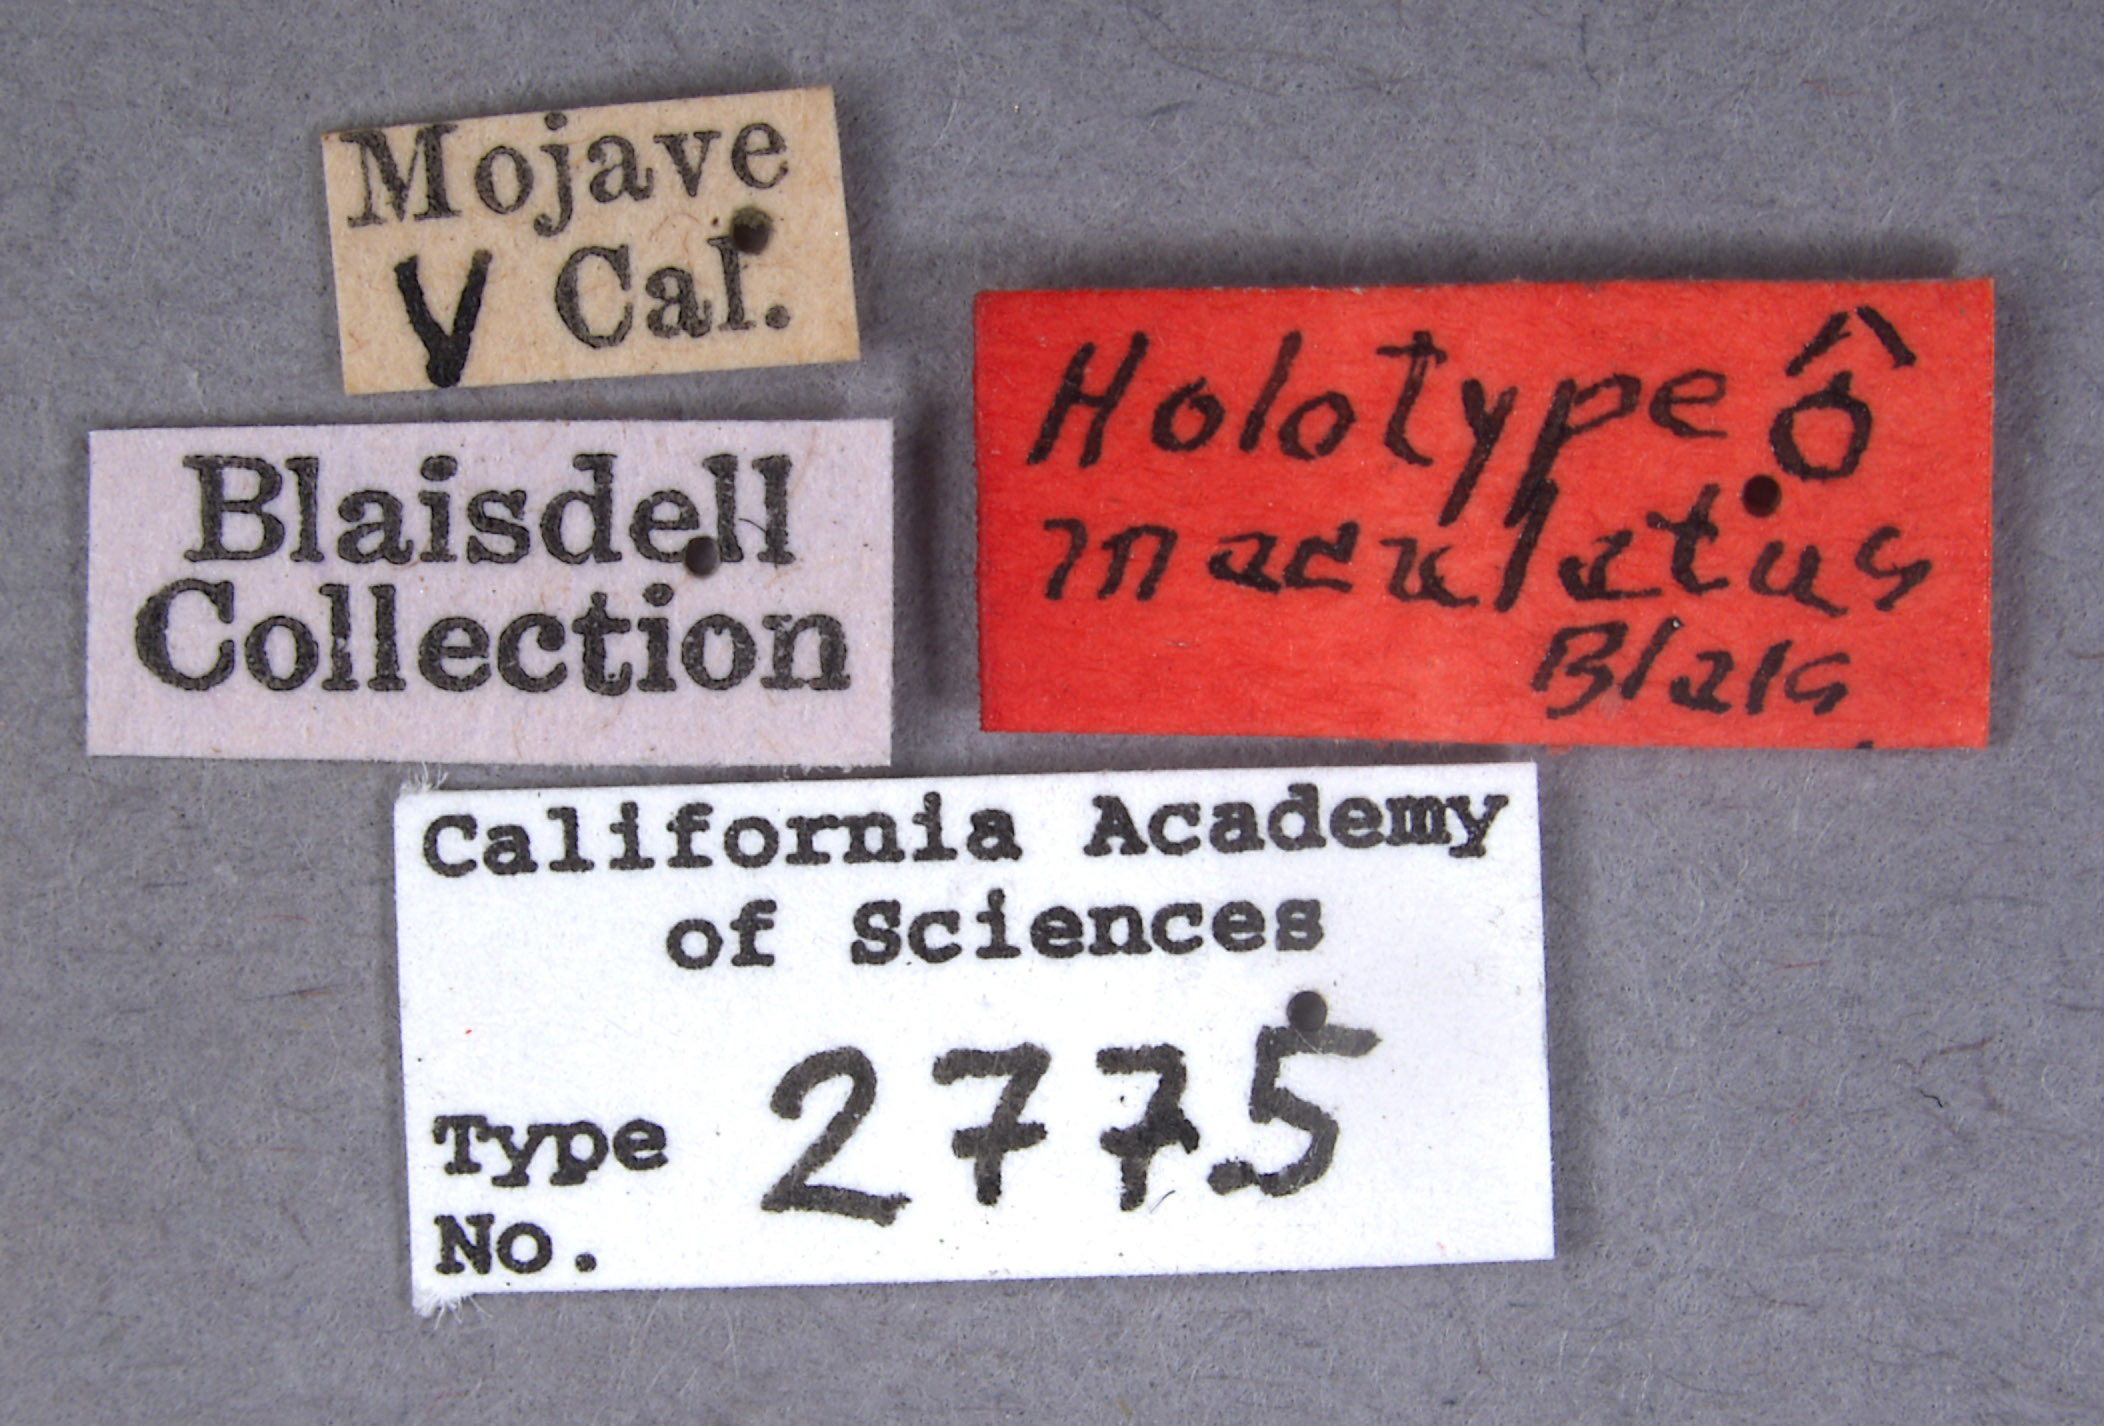 Mojave
V Cal.
Blaisdell
Collection
Holotype ♂
maculatus
Blais
California Academy
of Sciences
Type
No. 2775